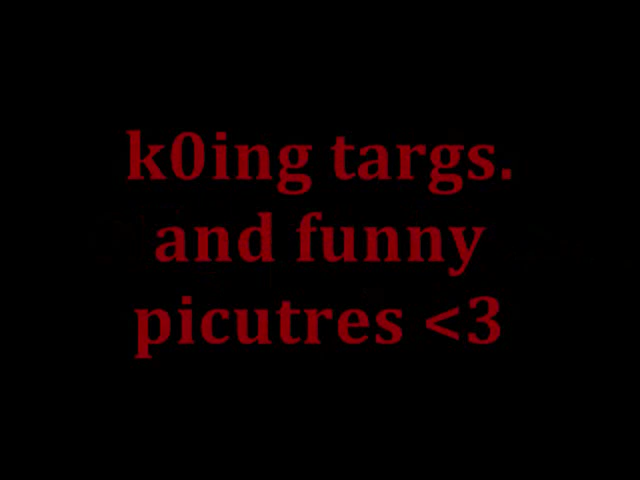 k0ing targs.
and funny
picutres <3